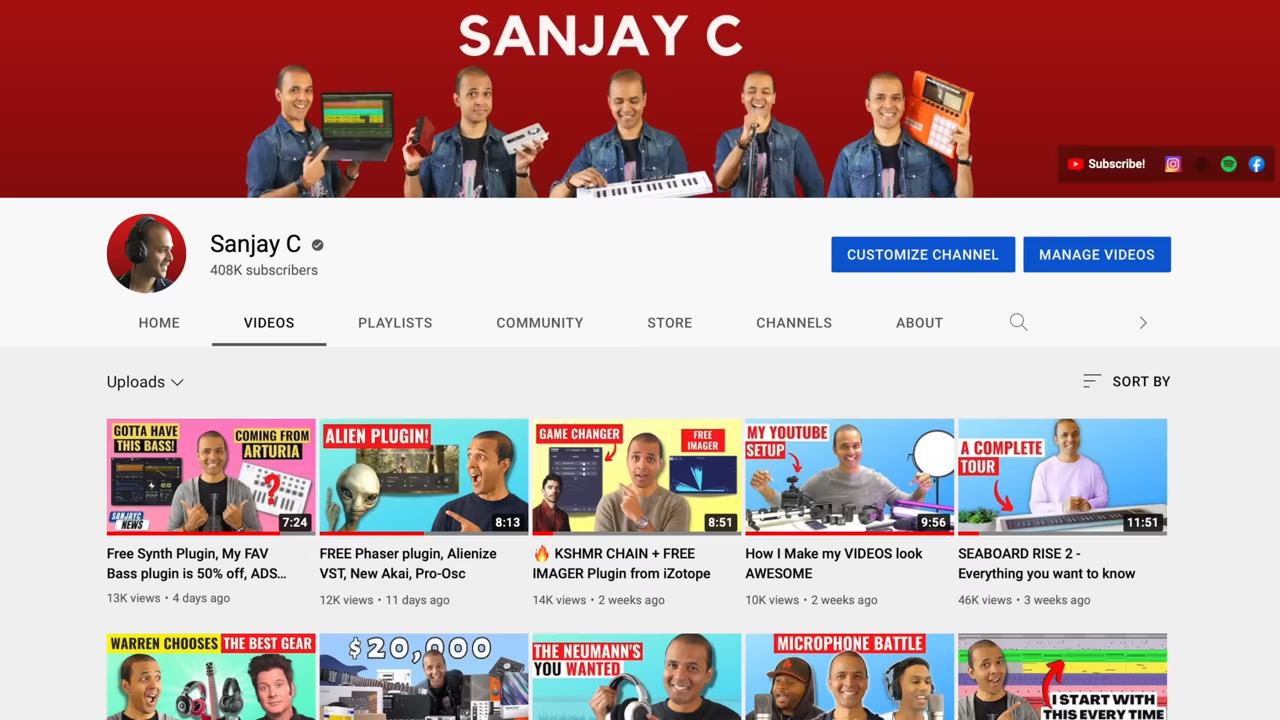 SANJAY C
Subscribe!
Sanjay C
408K subscribers
CUSTOMIZE CHANNEL
MANAGE VIDEOS
HOME
VIDEOS
PLAYLISTS
COMMUNITY
STORE
CHANNELS
ABOUT
Uploads
SORT BY
GOTTA HAVE
THIS BASS!
COMING FROM
ARTURIA
?
SANJAY C
NEWS
7:24
ALIEN PLUGIN!
8:13
GAME CHANGER
FREE
IMAGER
8:51
MY YOUTUBE
SETUP
9:56
A COMPLETE
TOUR
11:51
Free Synth Plugin, My FAV
Bass plugin is 50% off, ADS...
13K views • 4 days ago
FREE Phaser plugin, Alienize
VST, New Akai, Pro-Osc
12K views • 11 days ago
🔥 KSHMR CHAIN + FREE
IMAGER Plugin from iZotope
14K views • 2 weeks ago
How I Make my VIDEOS look
AWESOME
10K views • 2 weeks ago
SEABOARD RISE 2 -
Everything you want to know
46K views • 3 weeks ago
WARREN CHOOSES THE BEST GEAR
$20,000
THE NEUMANN'S
YOU WANTED
MICROPHONE BATTLE
I START WITH
THIS EVERY TIME